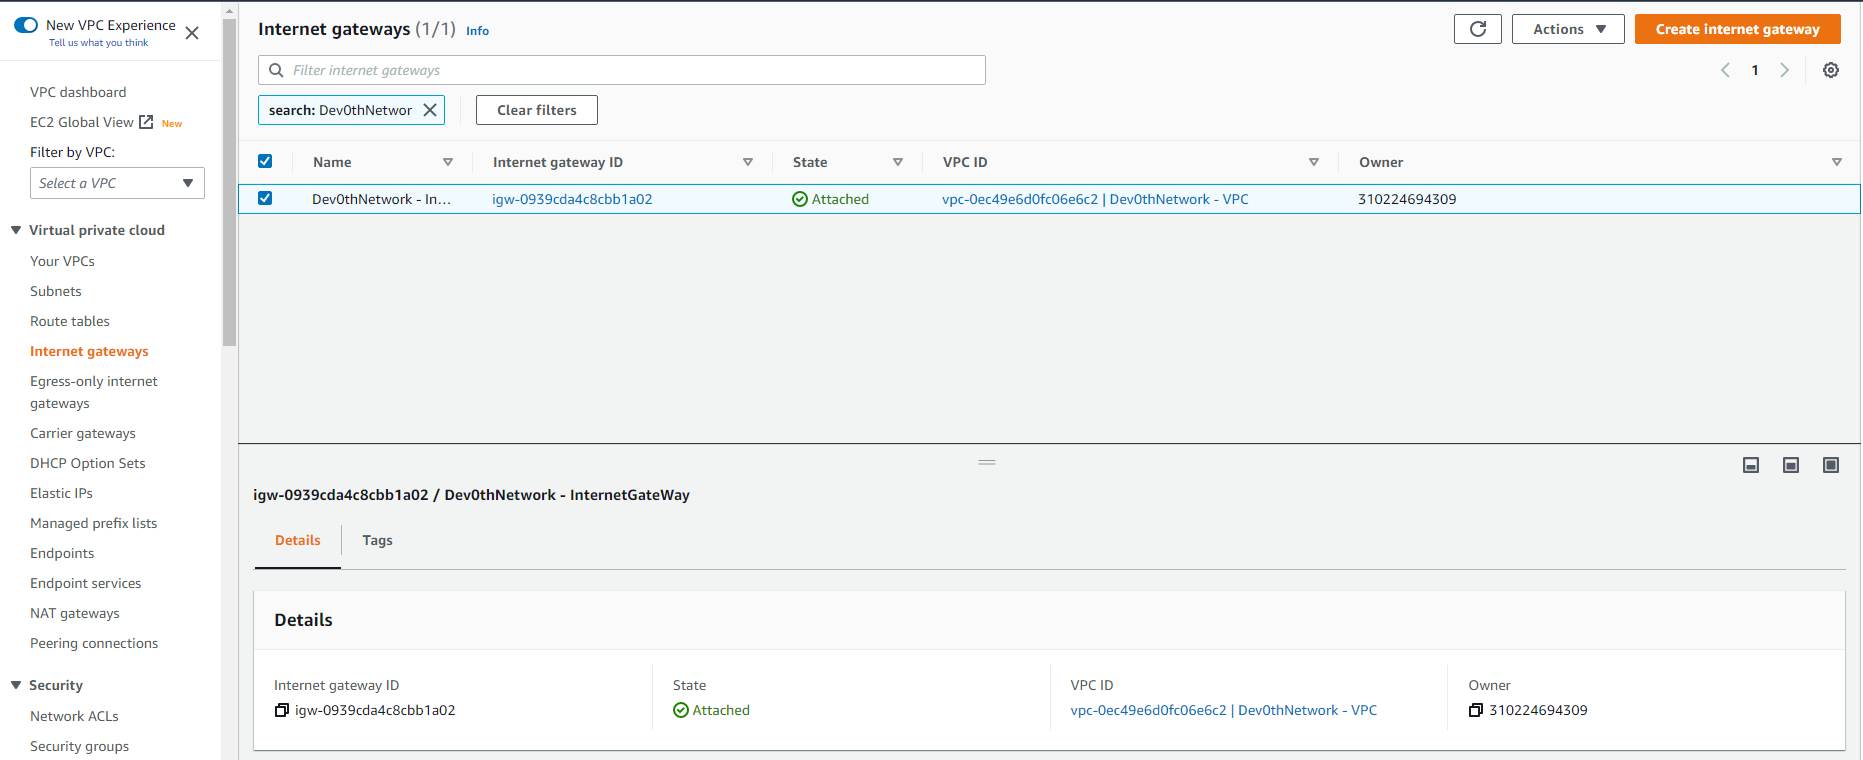 New VPC Experience
Tell us what you think
VPC dashboard
EC2 Global View New
Filter by VPC:
Select a VPC
Virtual private cloud
Your VPCs
Subnets
Route tables
Internet gateways
Egress-only internet
gateways
Carrier gateways
DHCP Option Sets
Elastic IPs
Managed prefix lists
Endpoints
Endpoint services
NAT gateways
Peering connections
Security
Network ACLs
Security groups
Internet gateways (1/1) Info
Actions
Create internet gateway
Filter internet gateways
1
search: Dev0thNetwor
Clear filters
Name Internet gateway ID State VPC ID Owner
Dev0thNetwork - In... igw-0939cda4c8cbb1a02 Attached vpc-0ec49e6d0fc06e6c2 | Dev0thNetwork - VPC 310224694309
igw-0939cda4c8cbb1a02 / Dev0thNetwork - InternetGateWay
Details Tags
Details
Internet gateway ID State VPC ID Owner
igw-0939cda4c8cbb1a02 Attached vpc-0ec49e6d0fc06e6c2 | Dev0thNetwork - VPC 310224694309